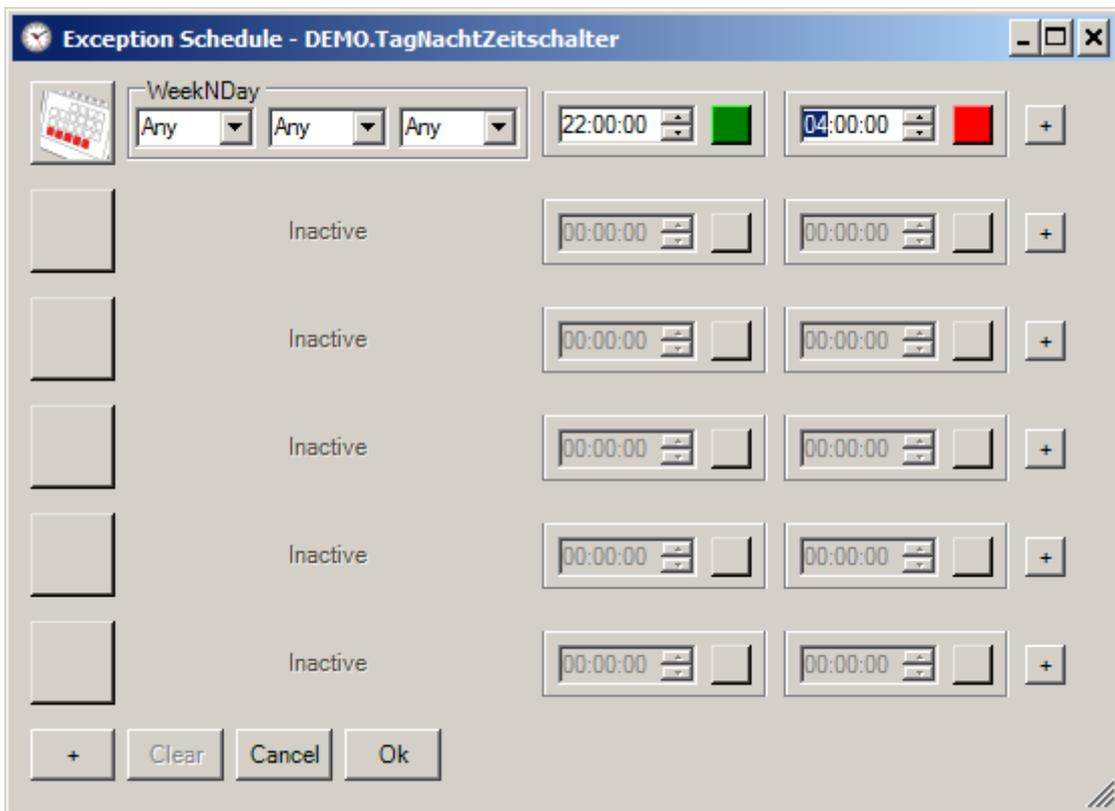 Exception Schedule - DEMO.TagNachtZeitschalter
WeekNDay
Any Any Any 22:00:00 04:00:00 +
Inactive 00:00:00 00:00:00 +
Inactive 00:00:00 00:00:00 +
Inactive 00:00:00 00:00:00 +
Inactive 00:00:00 00:00:00 +
Inactive 00:00:00 00:00:00 +
+ Clear Cancel Ok